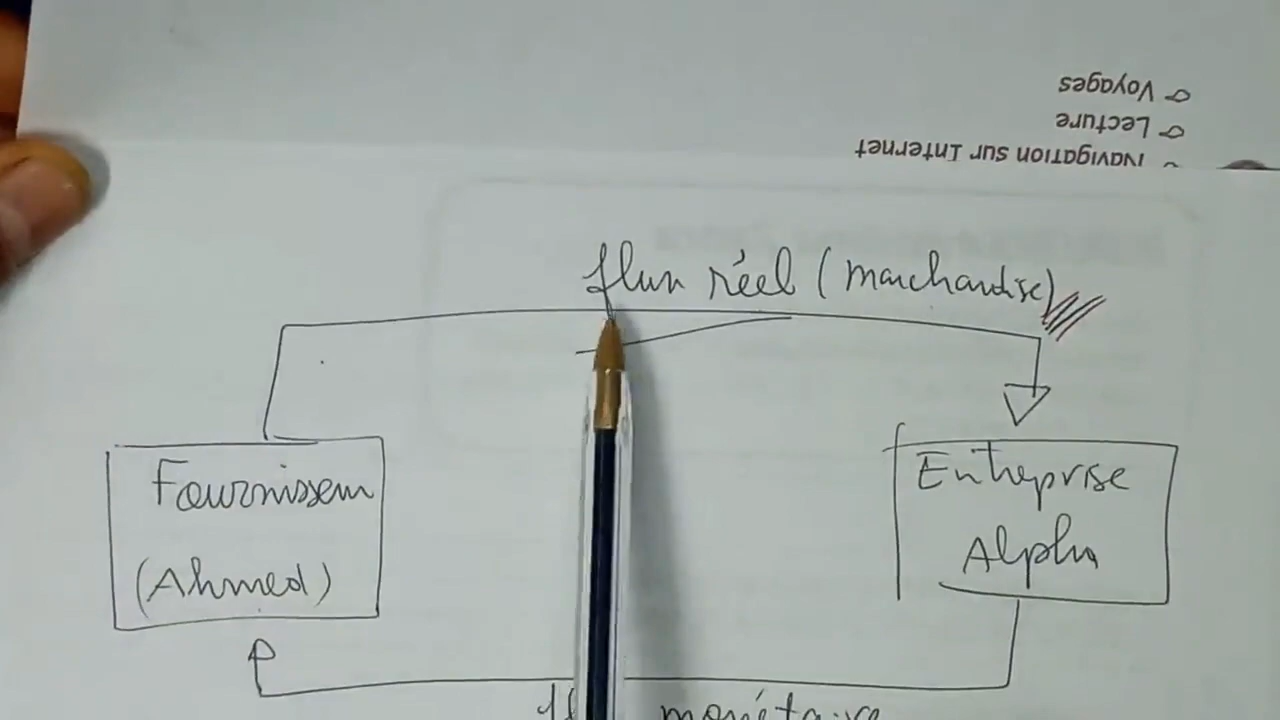 Voyages
Lecture
Navigation sur Internet
flux réel (marchandise)
Fournisseur
(Ahmed)
Entreprise
Alpha
monétaire